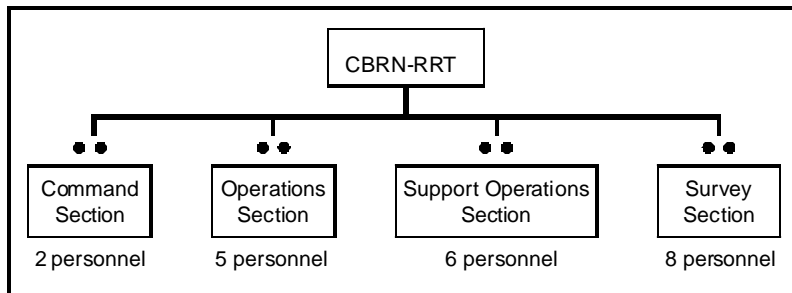 CBRN-RRT
Command
Section
2 personnel
Operations
Section
5 personnel
Support Operations
Section
6 personnel
Survey
Section
8 personnel